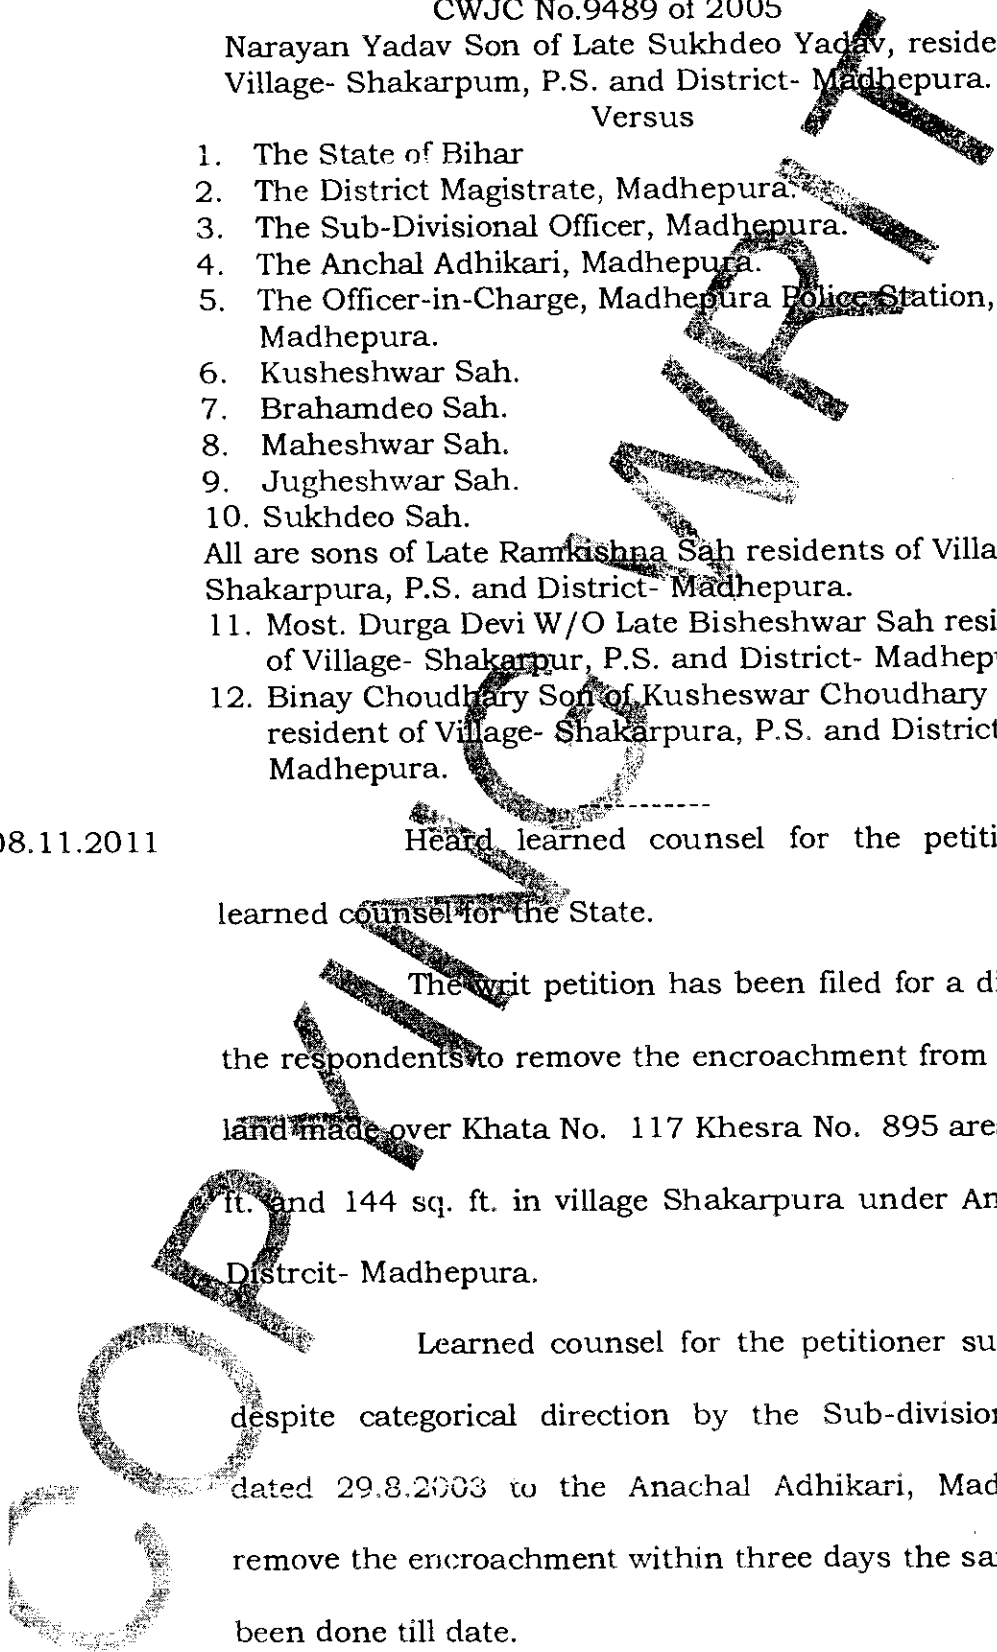 CWJC No.9489 of 2005
Narayan Yadav Son of Late Sukhdeo Yadav, reside
Village- Shakarpum, P.S. and District- Madhepura.
Versus
1. The State of Bihar
2. The District Magistrate, Madhepura.
3. The Sub-Divisional Officer, Madhepura.
4. The Anchal Adhikari, Madhepura.
5. The Officer-in-Charge, Madhepura Police Station,
Madhepura.
6. Kusheshwar Sah.
7. Brahamdeo Sah.
8. Maheshwar Sah.
9. Jugheshwar Sah.
10. Sukhdeo Sah.
All are sons of Late Ramkishna Sah residents of Villa
Shakarpura, P.S. and District- Madhepura.
11. Most. Durga Devi W/O Late Bisheshwar Sah resi
of Village- Shakarpur, P.S. and District- Madhep
12. Binay Choudhary Son of Kusheswar Choudhary
resident of Village- Shakarpura, P.S. and District
Madhepura.
-----------
08.11.2011 Heard learned counsel for the petiti
learned counsel for the State.
The writ petition has been filed for a di
the respondents to remove the encroachment from
land made over Khata No. 117 Khesra No. 895 are
ft. and 144 sq. ft. in village Shakarpura under An
Distrcit- Madhepura.
Learned counsel for the petitioner su
despite categorical direction by the Sub-division
dated 29.8.2003 to the Anachal Adhikari, Mad
remove the encroachment within three days the sa
been done till date.
COPYING WRIT